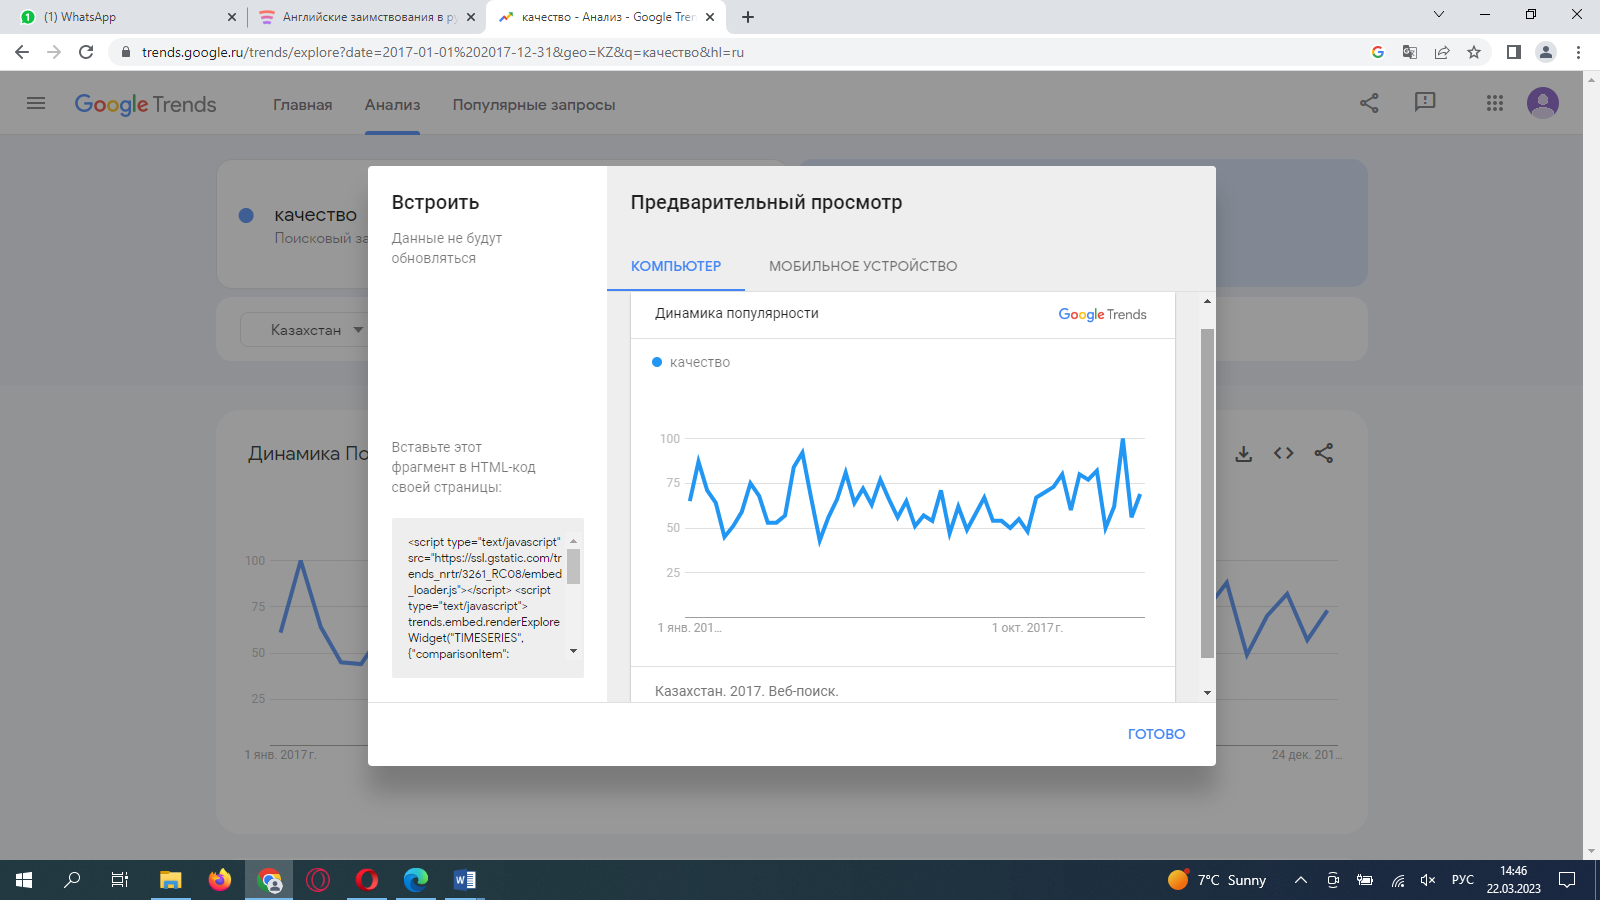 (1) WhatsApp
Английские заимствования в ру
качество - Анализ - Google Tren
trends.google.ru/trends/explore?date=2017-01-01%202017-12-31&geo=KZ&q=качество&hl=ru
Google Trends
Главная
Анализ
Популярные запросы
качество
Поисковый за
Казахстан
Динамика По
100
75
50
25
1 янв. 2017 г.
24 дек. 201...
Встроить
Данные не будут
обновляться
Вставьте этот
фрагмент в HTML-код
своей страницы:
<script type="text/javascript"
src="https://ssl.gstatic.com/tr
ends_nrtr/3261_RC08/embed
_loader.js"></script> <script
type="text/javascript">
trends.embed.renderExplore
Widget("TIMESERIES",
{"comparisonItem":
Предварительный просмотр
КОМПЬЮТЕР
МОБИЛЬНОЕ УСТРОЙСТВО
Динамика популярности
Google Trends
качество
100
75
50
25
1 янв. 201...
1 окт. 2017 г.
Казахстан. 2017. Веб-поиск.
ГОТОВО
7°C Sunny
РУС
14:46
22.03.2023